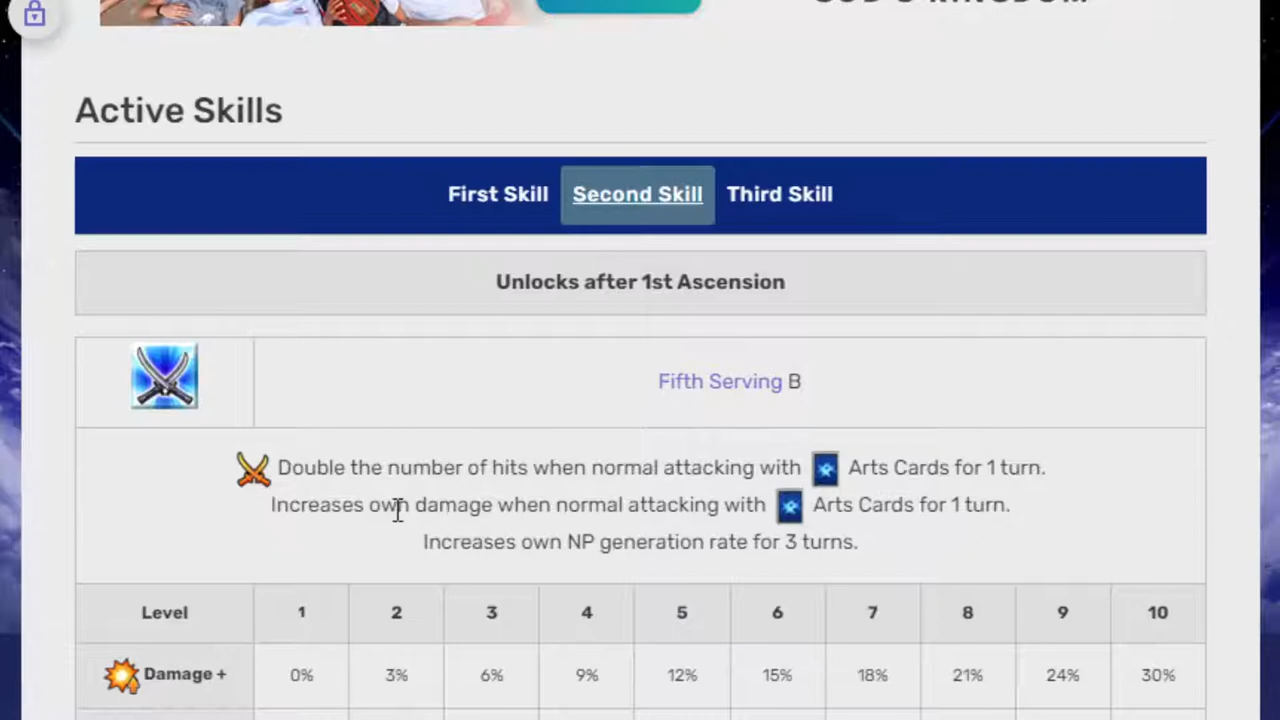 Active Skills
First Skill Second Skill Third Skill
Unlocks after 1st Ascension
Fifth Serving B
Double the number of hits when normal attacking with Arts Cards for 1 turn.
Increases own damage when normal attacking with Arts Cards for 1 turn.
Increases own NP generation rate for 3 turns.
Level 1 2 3 4 5 6 7 8 9 10
Damage + 0% 3% 6% 9% 12% 15% 18% 21% 24% 30%